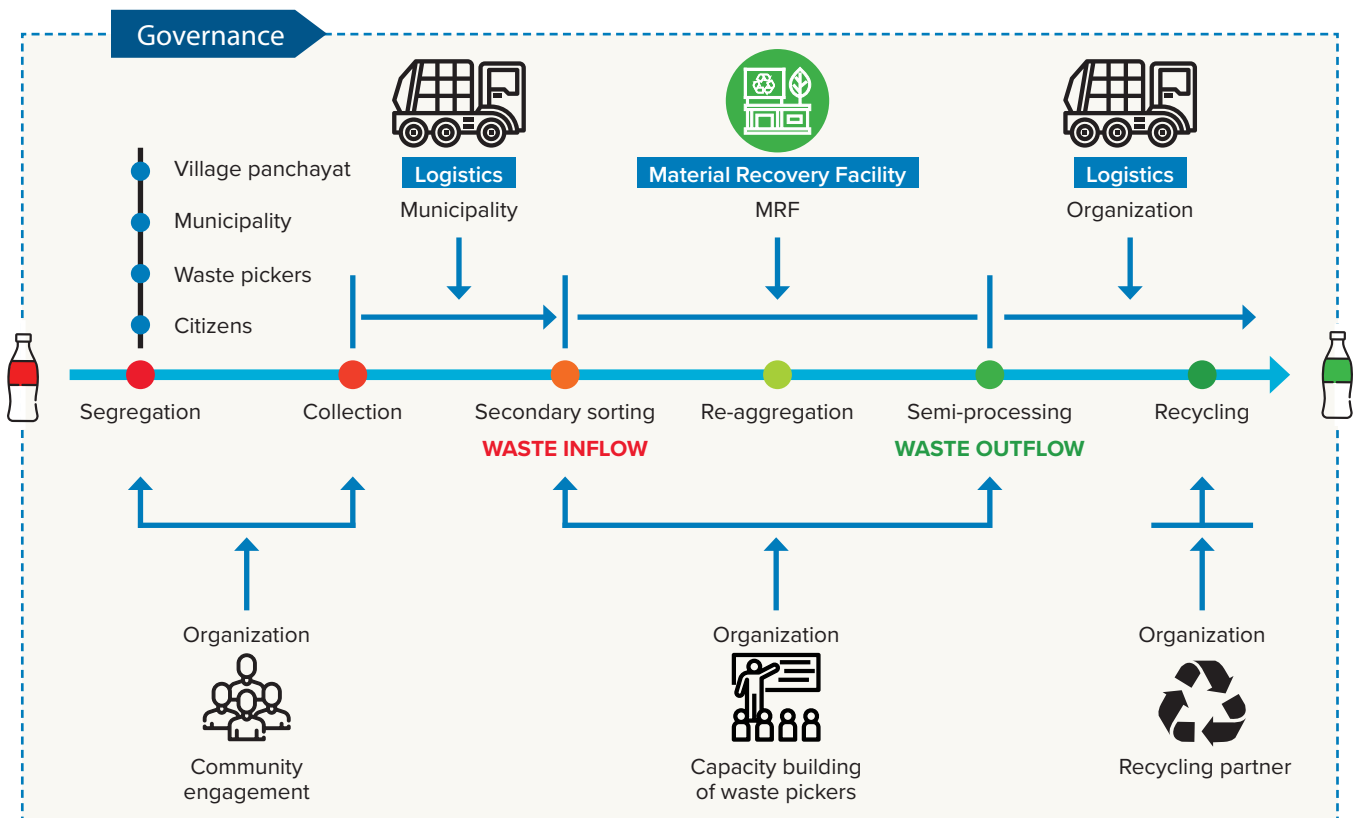 Governance
Village panchayat
Municipality
Waste pickers
Citizens
Logistics
Municipality
Material Recovery Facility
MRF
Logistics
Organization
Segregation
Collection
Secondary sorting
WASTE INFLOW
Re-aggregation
Semi-processing
WASTE OUTFLOW
Recycling
Organization
Community
engagement
Organization
Capacity building
of waste pickers
Organization
Recycling partner